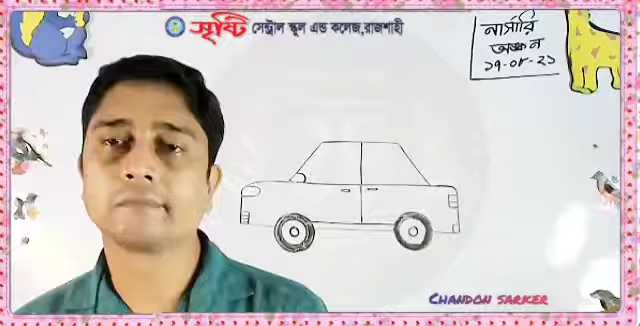 সৃষ্টি সেন্ট্রাল স্কুল এন্ড কলেজ,রাজশাহী
নার্সারি
অঙ্কন
১৭-০৮-২১
CHANDON SARKER